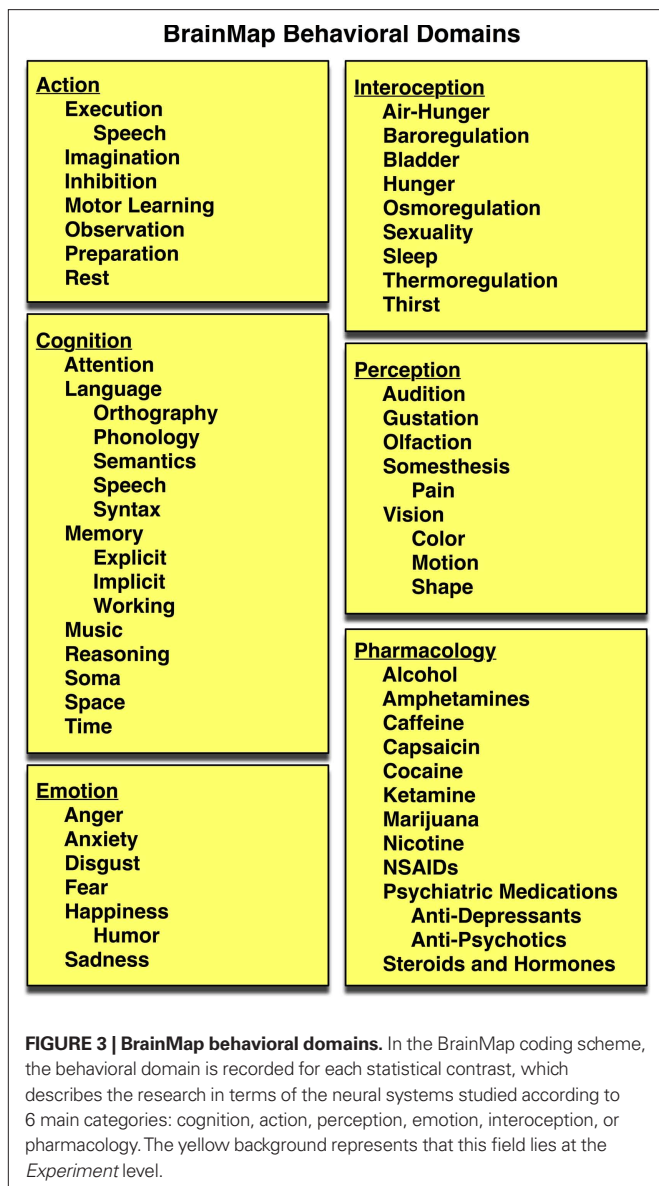 BrainMap Behavioral Domains
Action
Execution
Speech
Imagination
Inhibition
Motor Learning
Observation
Preparation
Rest
Cognition
Attention
Language
Orthography
Phonology
Semantics
Speech
Syntax
Memory
Explicit
Implicit
Working
Music
Reasoning
Soma
Space
Time
Emotion
Anger
Anxiety
Disgust
Fear
Happiness
Humor
Sadness
Interoception
Air-Hunger
Baroregulation
Bladder
Hunger
Osmoregulation
Sexuality
Sleep
Thermoregulation
Thirst
Perception
Audition
Gustation
Olfaction
Somesthesis
Pain
Vision
Color
Motion
Shape
Pharmacology
Alcohol
Amphetamines
Caffeine
Capsaicin
Cocaine
Ketamine
Marijuana
Nicotine
NSAIDs
Psychiatric Medications
Anti-Depressants
Anti-Psychotics
Steroids and Hormones
FIGURE 3 | BrainMap behavioral domains. In the BrainMap coding scheme,
the behavioral domain is recorded for each statistical contrast, which
describes the research in terms of the neural systems studied according to
6 main categories: cognition, action, perception, emotion, interoception, or
pharmacology. The yellow background represents that this field lies at the
Experiment level.